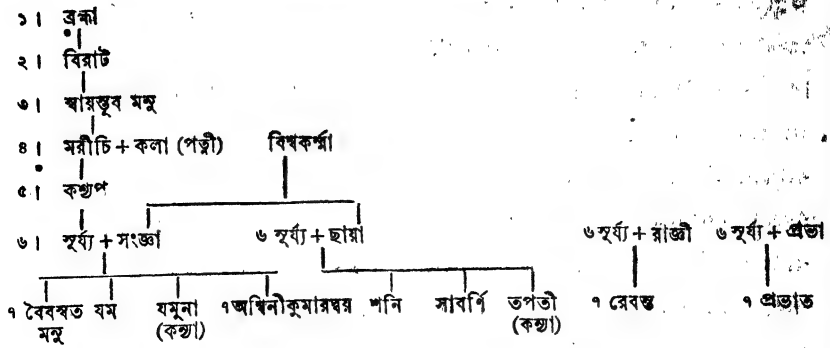 ১। ব্রহ্মা
২। বিরাট
৩। স্বায়ম্ভূব মনু
৪। মরীচি + কলা (পত্নী) বিশ্বকর্ম্মা
৫। কশ্যপ
৬। সূর্য্য + সংজ্ঞা ৬ সূর্য্য + ছায়া ৬ সূর্য্য + রাজ্ঞী ৬ সূর্য্য + প্রভা
৭ বৈবস্বত যম যমুনা ৭ অশ্বিনীকুমারদ্বয় শনি সাবর্ণি তপতী ৭ রেবন্ত ৭ প্রভাত
মনু (কন্যা) (কন্যা)